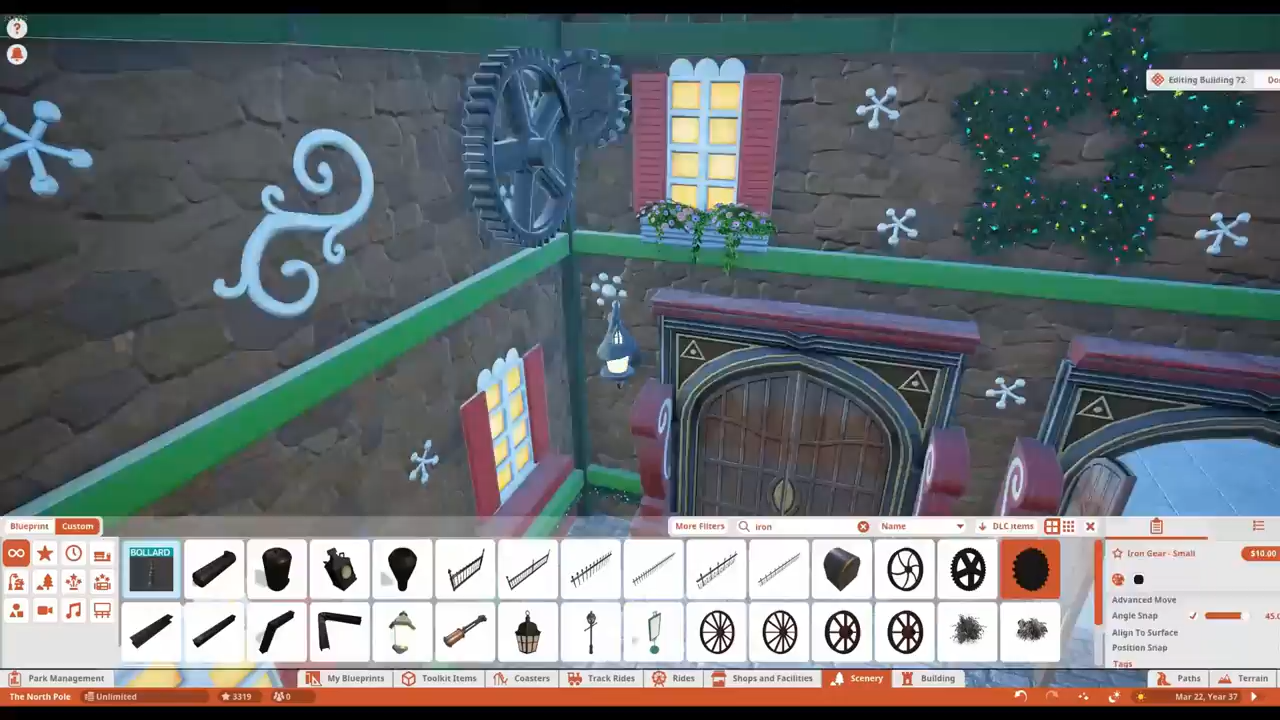 ?
Editing Building 72
Blueprint
Custom
More Filters
iron
Name
DLC Items
BOLLARD
Iron Gear - Small
$10.00
Advanced Move
Angle Snap
45.0
Align To Surface
Position Snap
Tags
Park Management
My Blueprints
Toolkit Items
Coasters
Track Rides
Rides
Shops and Facilities
Scenery
Building
Paths
Terrain
The North Pole
Unlimited
3319
0
Mar 22, Year 37